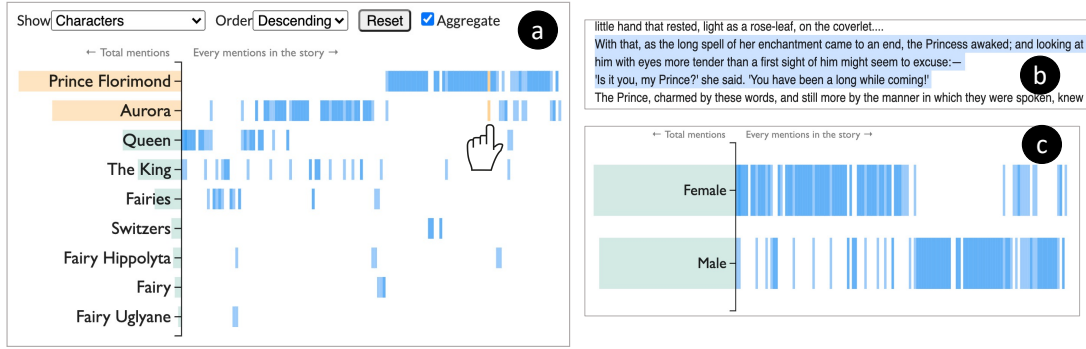 Show Characters Order Descending Reset Aggregate
a
← Total mentions Every mentions in the story →
Prince Florimond
Aurora
Queen
The King
Fairies
Switzers
Fairy Hippolyta
Fairy
Fairy Uglyane
little hand that rested, light as a rose-leaf, on the coverlet....
With that, as the long spell of her enchantment came to an end, the Princess awaked; and looking at
him with eyes more tender than a first sight of him might seem to excuse:—
'Is it you, my Prince?' she said. 'You have been a long while coming!'
b
The Prince, charmed by these words, and still more by the manner in which they were spoken, knew
← Total mentions Every mentions in the story →
c
Female
Male